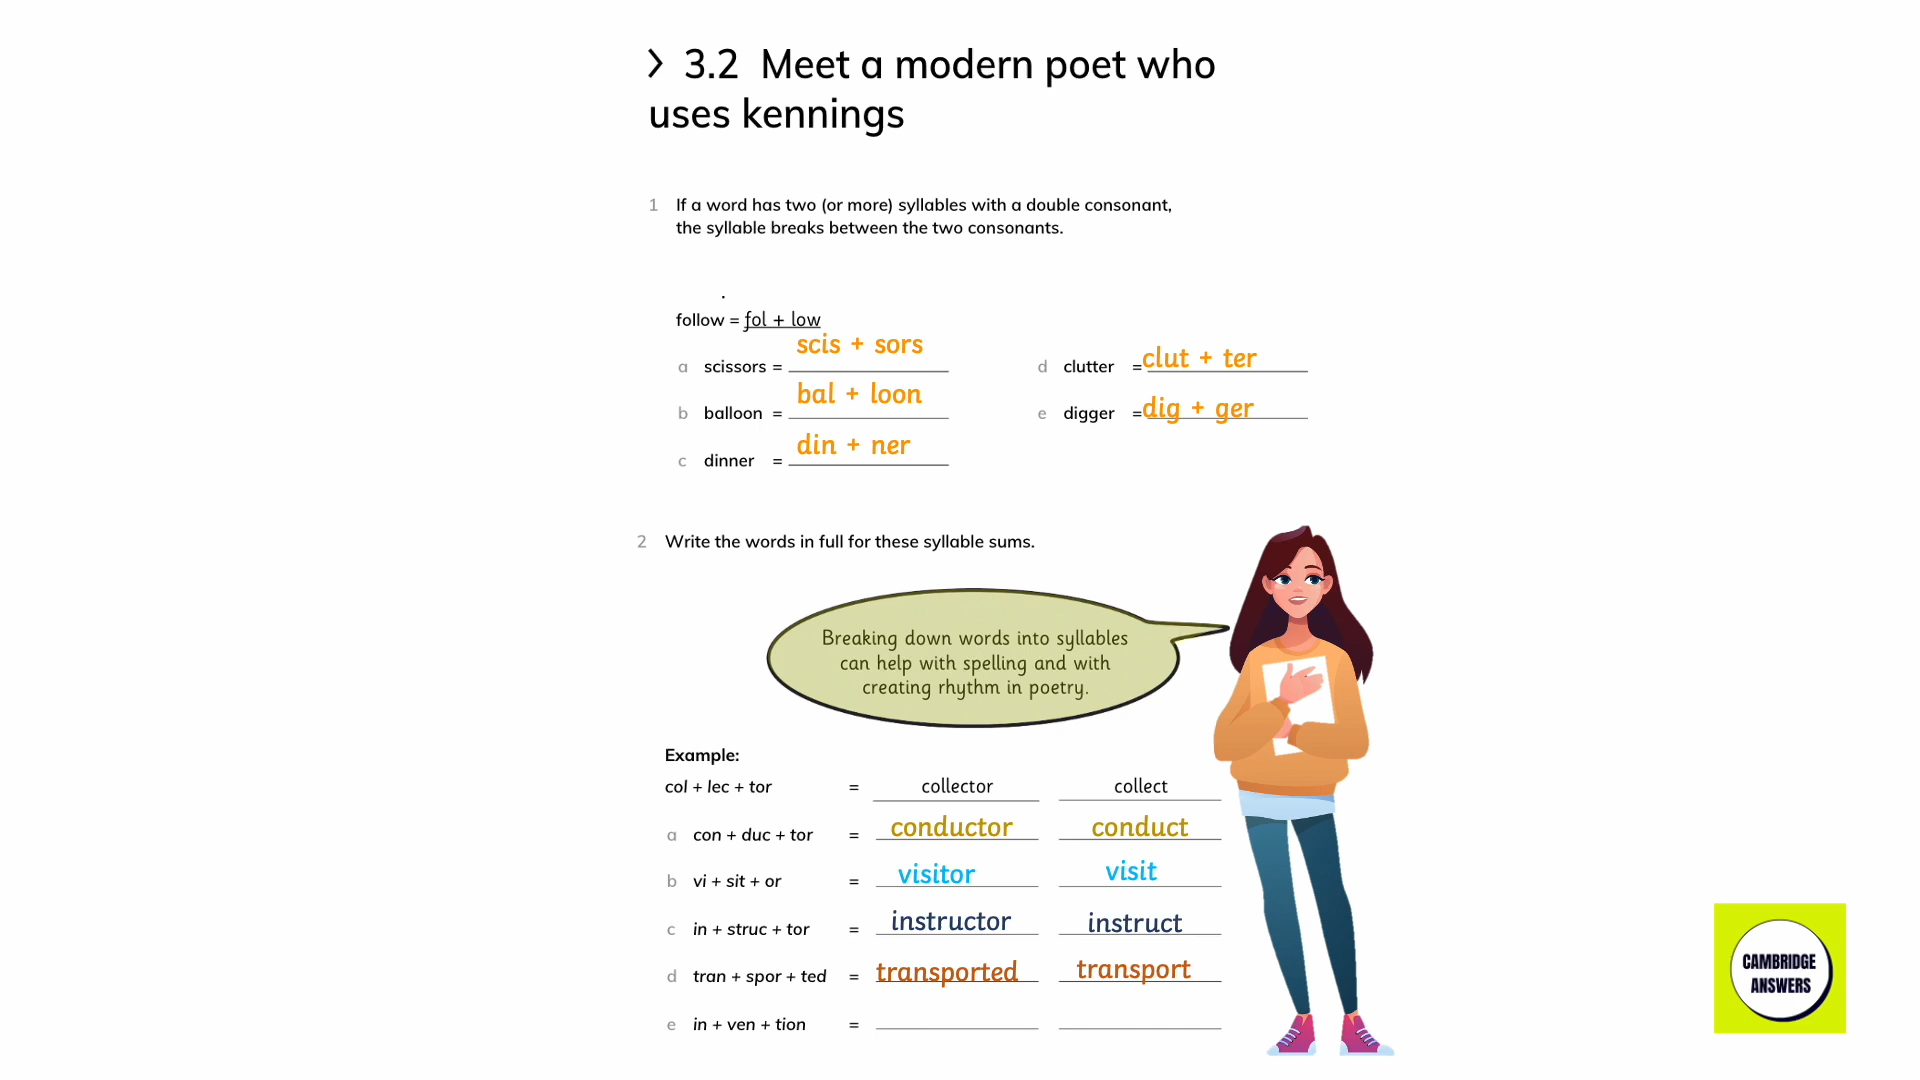 > 3.2 Meet a modern poet who
uses kennings
1 If a word has two (or more) syllables with a double consonant,
the syllable breaks between the two consonants.
.
follow = fol + low
a scissors = scis + sors
d clutter = clut + ter
b balloon = bal + loon
e digger = dig + ger
c dinner = din + ner
2 Write the words in full for these syllable sums.
Breaking down words into syllables
can help with spelling and with
creating rhythm in poetry.
Example:
col + lec + tor = collector collect
a con + duc + tor = conductor conduct
b vi + sit + or = visitor visit
c in + struc + tor = instructor instruct
d tran + spor + ted = transported transport
e in + ven + tion =
CAMBRIDGE
ANSWERS